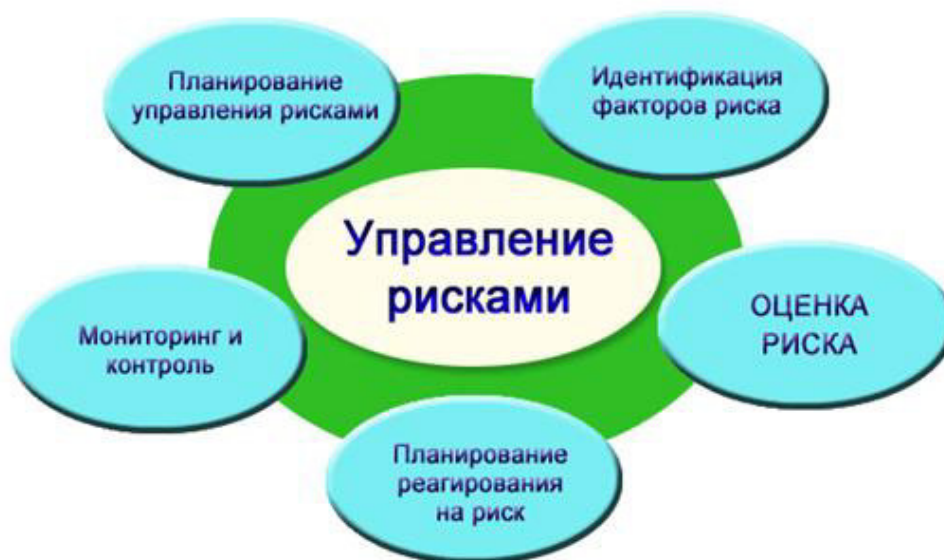 Планирование
управления рисками
Идентификация
факторов риска
Управление
рисками
ОЦЕНКА
РИСКА
Мониторинг и
контроль
Планирование
реагирования
на риск